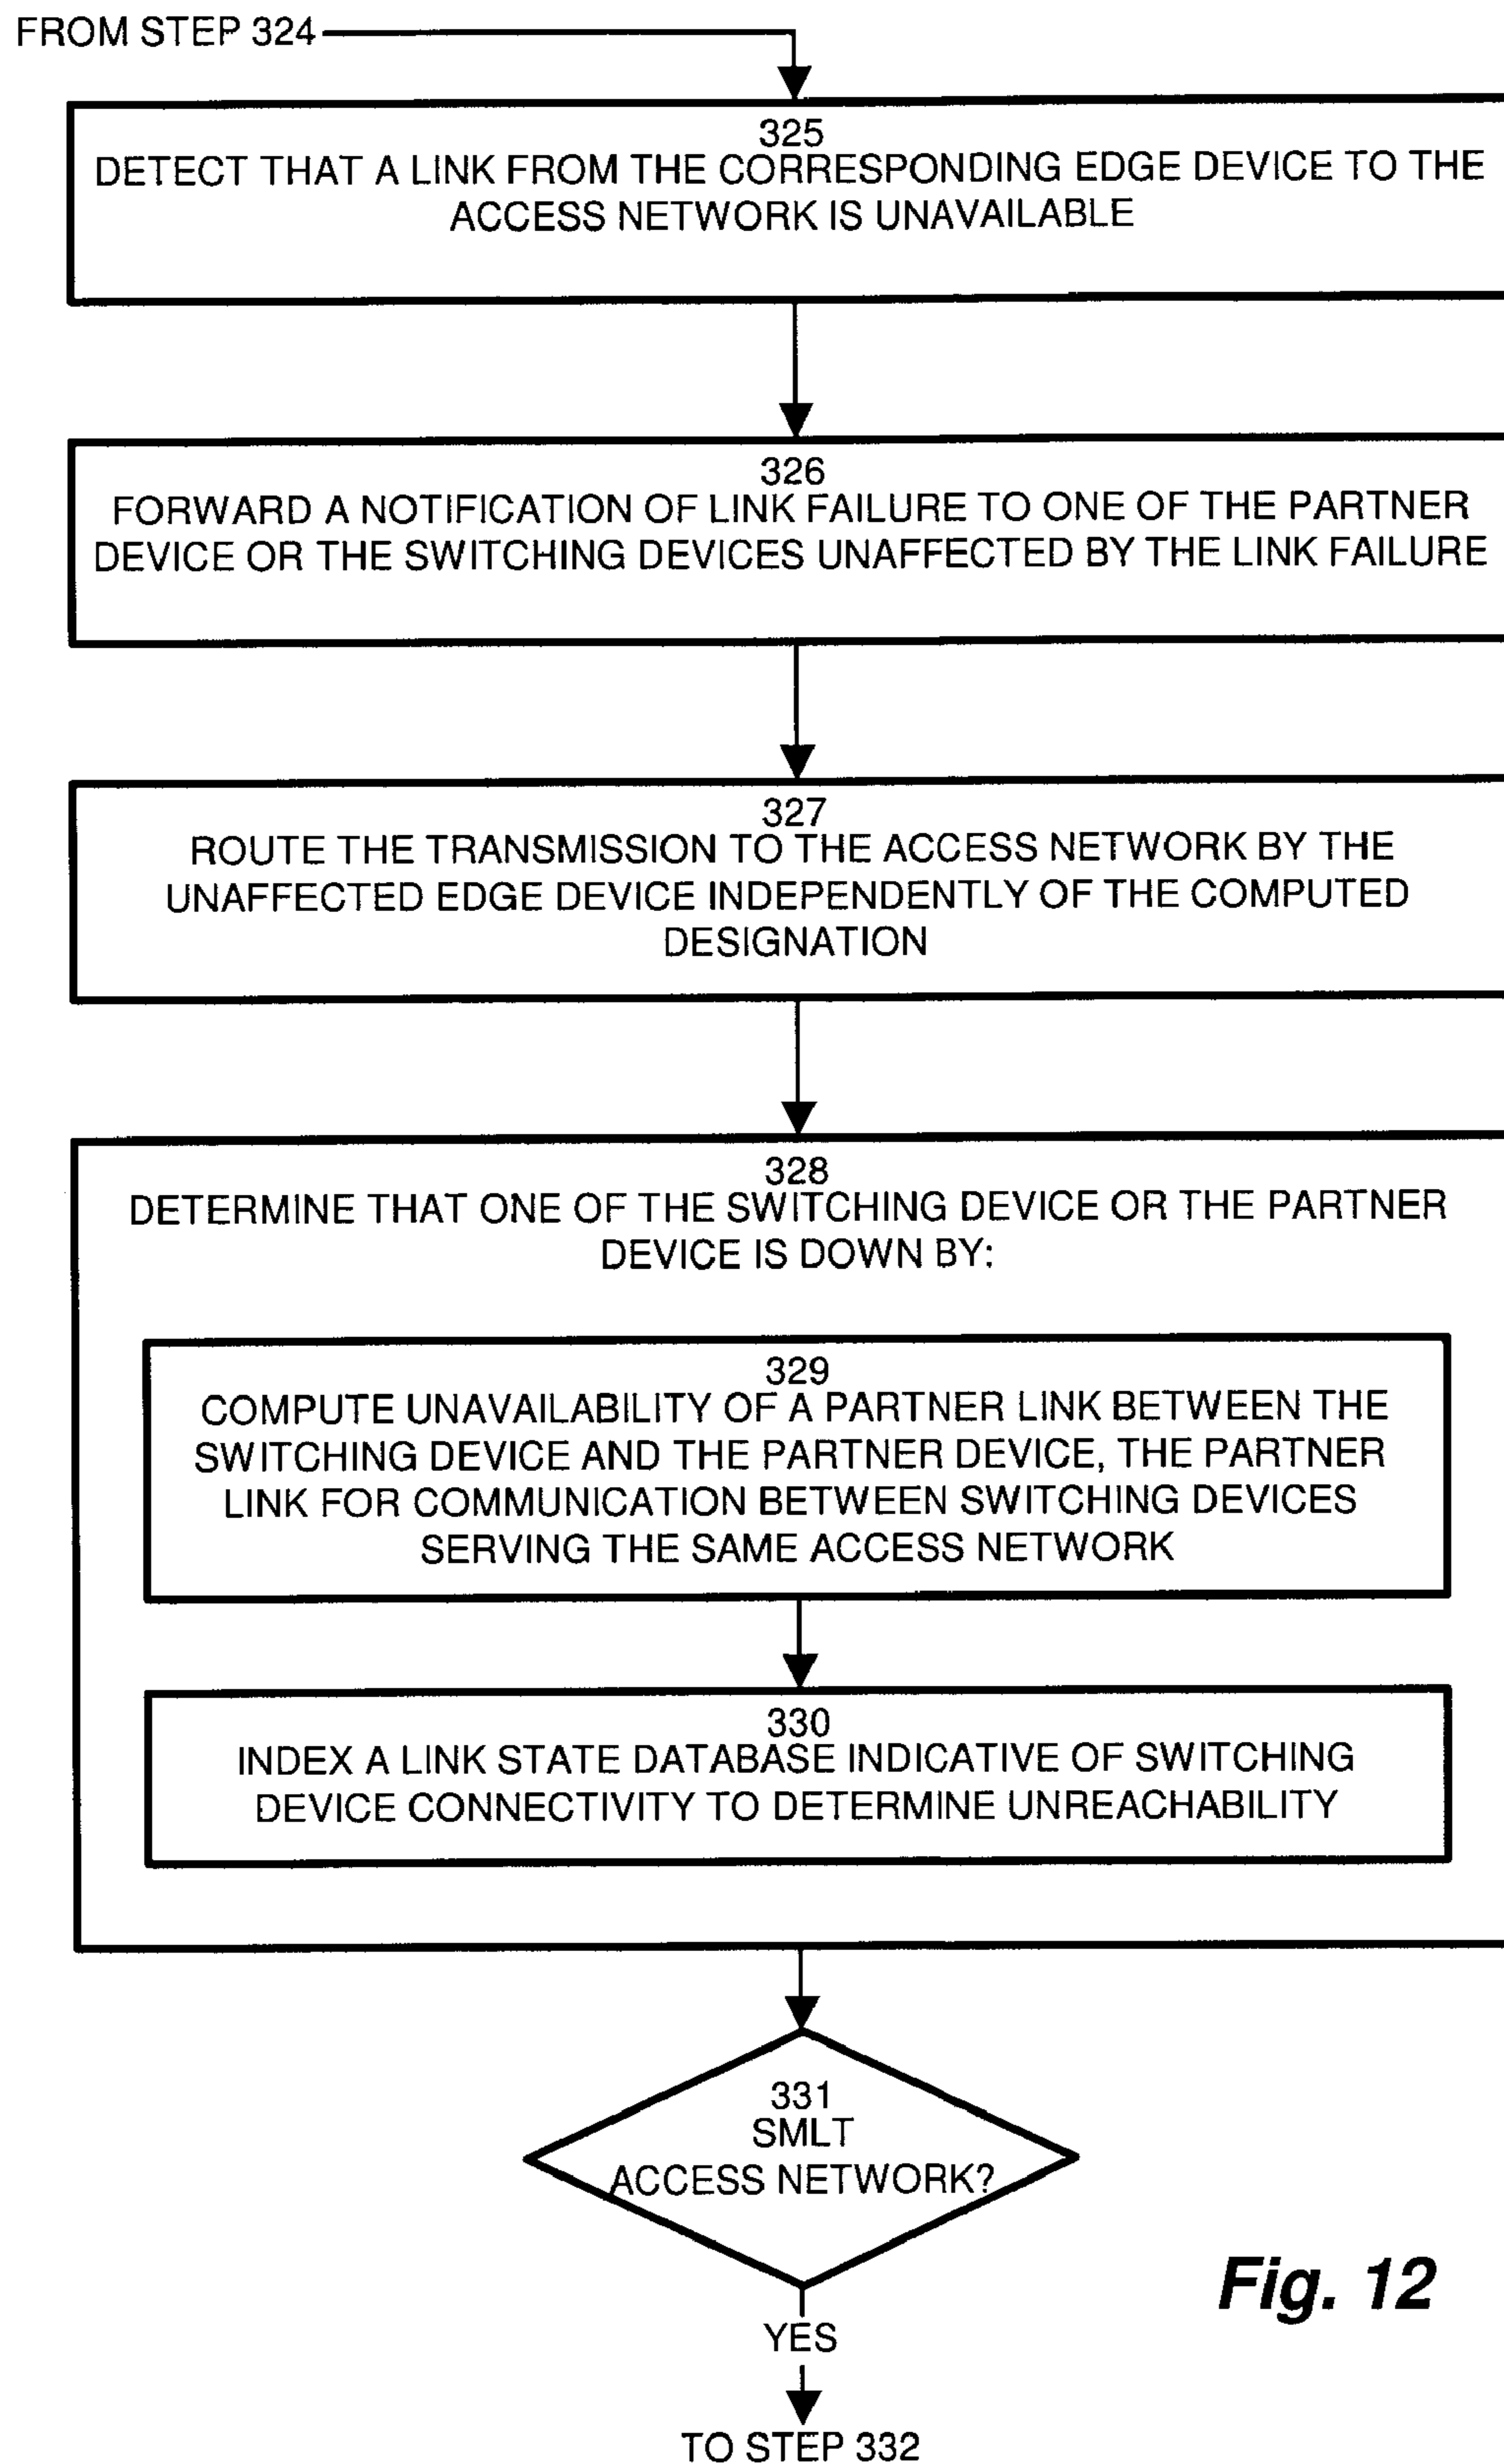 FROM STEP 324
325
DETECT THAT A LINK FROM THE CORRESPONDING EDGE DEVICE TO THE
ACCESS NETWORK IS UNAVAILABLE
326
FORWARD A NOTIFICATION OF LINK FAILURE TO ONE OF THE PARTNER
DEVICE OR THE SWITCHING DEVICES UNAFFECTED BY THE LINK FAILURE
327
ROUTE THE TRANSMISSION TO THE ACCESS NETWORK BY THE
UNAFFECTED EDGE DEVICE INDEPENDENTLY OF THE COMPUTED
DESIGNATION
328
DETERMINE THAT ONE OF THE SWITCHING DEVICE OR THE PARTNER
DEVICE IS DOWN BY:
329
COMPUTE UNAVAILABILITY OF A PARTNER LINK BETWEEN THE
SWITCHING DEVICE AND THE PARTNER DEVICE, THE PARTNER
LINK FOR COMMUNICATION BETWEEN SWITCHING DEVICES
SERVING THE SAME ACCESS NETWORK
330
INDEX A LINK STATE DATABASE INDICATIVE OF SWITCHING
DEVICE CONNECTIVITY TO DETERMINE UNREACHABILITY
331
SMLT
ACCESS NETWORK?
Fig. 12
YES
TO STEP 332